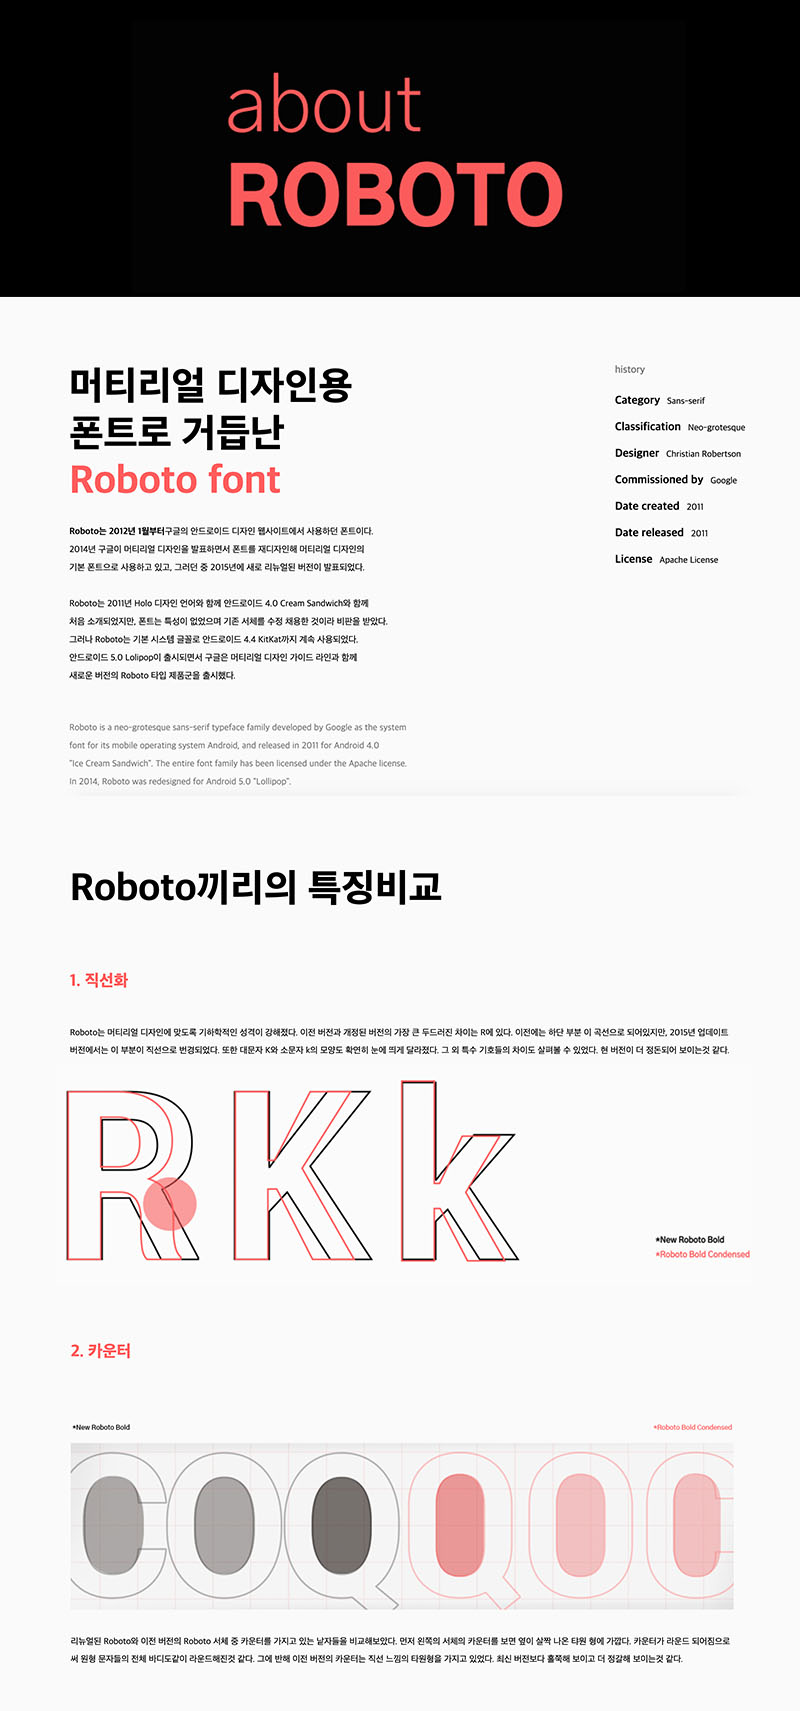 about
ROBOTO
머티리얼 디자인용
폰트로 거듭난
Roboto font
Roboto는 2012년 1월부터구글의 안드로이드 디자인 웹사이트에서 사용하던 폰트이다.
2014년 구글이 머티리얼 디자인을 발표하면서 폰트를 재디자인해 머티리얼 디자인의
기본 폰트으로 사용하고 있고, 그러던 중 2015년에 새로 리뉴얼된 버전이 발표되었다.
Roboto는 2011년 Holo 디자인 언어와 함께 안드로이드 4.0 Cream Sandwich와 함께
처음 소개되었지만, 폰트는 특성이 없었으며 기존 서체를 수정 채용한 것이라 비판을 받았다.
그러나 Roboto는 기본 시스템 글꼴로 안드로이드 4.4 KitKat까지 계속 사용되었다.
안드로이드 5.0 Lolipop이 출시되면서 구글은 머티리얼 디자인 가이드 라인과 함께
새로운 버전의 Roboto 타입 제품군을 출시했다.
Roboto is a neo-grotesque sans-serif typeface family developed by Google as the system
font for its mobile operating system Android, and released in 2011 for Android 4.0
"Ice Cream Sandwich". The entire font family has been licensed under the Apache license.
In 2014, Roboto was redesigned for Android 5.0 "Lollipop".
history
Category Sans-serif
Classification Neo-grotesque
Designer Christian Robertson
Commissioned by Google
Date created 2011
Date released 2011
License Apache License
Roboto끼리의 특징비교
1. 직선화
Roboto는 머티리얼 디자인에 맞도록 기하학적인 성격이 강해졌다. 이전 버전과 개정된 버전의 가장 큰 두드러진 차이는 R에 있다. 이전에는 하단 부분 이 곡선으로 되어있지만, 2015년 업데이트
버전에서는 이 부분이 직선으로 변경되었다. 또한 대문자 K와 소문자 k의 모양도 확연히 눈에 띄게 달라졌다. 그 외 특수 기호들의 차이도 살펴볼 수 있었다. 현 버전이 더 정돈되어 보이는것 같다.
R K k
*New Roboto Bold
*Roboto Bold Condensed
2. 카운터
*New Roboto Bold
*Roboto Bold Condensed
C O Q Q O C
리뉴얼된 Roboto와 이전 버전의 Roboto 서체 중 카운터를 가지고 있는 낱자들을 비교해보았다. 먼저 왼쪽의 서체의 카운터를 보면 옆이 살짝 나온 타원 형에 가깝다. 카운터가 라운드 되어짐으로
써 원형 문자들의 전체 바디도같이 라운드해진것 같다. 그에 반해 이전 버전의 카운터는 직선 느낌의 타원형을 가지고 있었다. 최신 버전보다 홀쭉해 보이고 더 정갈해 보이는것 같다.